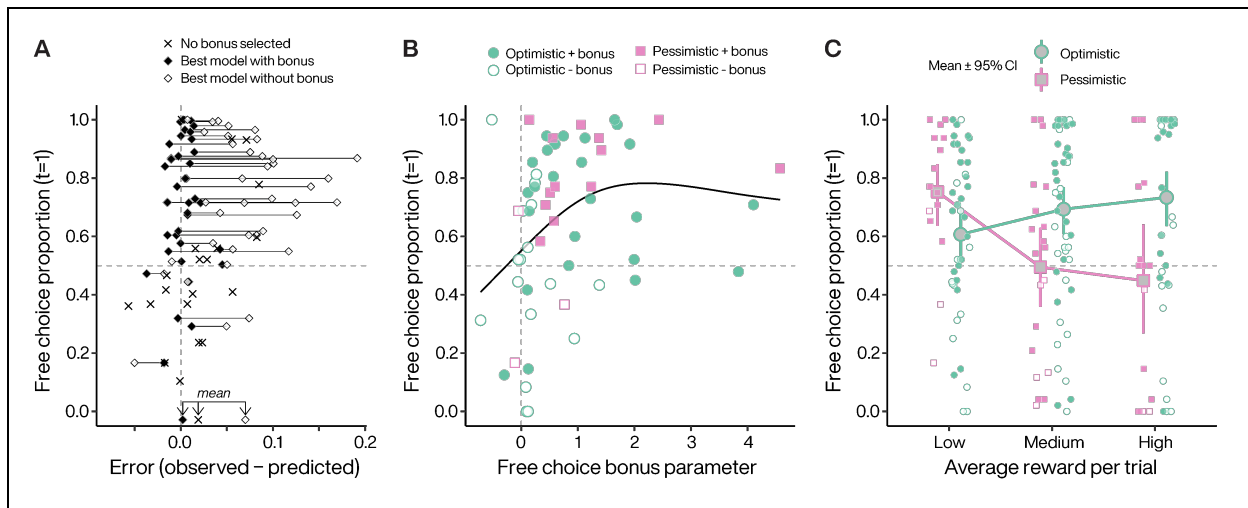 A
No bonus selected
Best model with bonus
Best model without bonus
Free choice proportion (t=1)
1.0
0.8
0.6
0.4
0.2
0.0
mean
0.0
0.1
0.2
Error (observed – predicted)
B
Optimistic + bonus
Optimistic - bonus
Pessimistic + bonus
Pessimistic - bonus
Free choice proportion (t=1)
1.0
0.8
0.6
0.4
0.2
0.0
0
1
2
3
4
Free choice bonus parameter
C
Mean ± 95% CI
Optimistic
Pessimistic
Free choice proportion (t=1)
1.0
0.8
0.6
0.4
0.2
0.0
Low
Medium
High
Average reward per trial